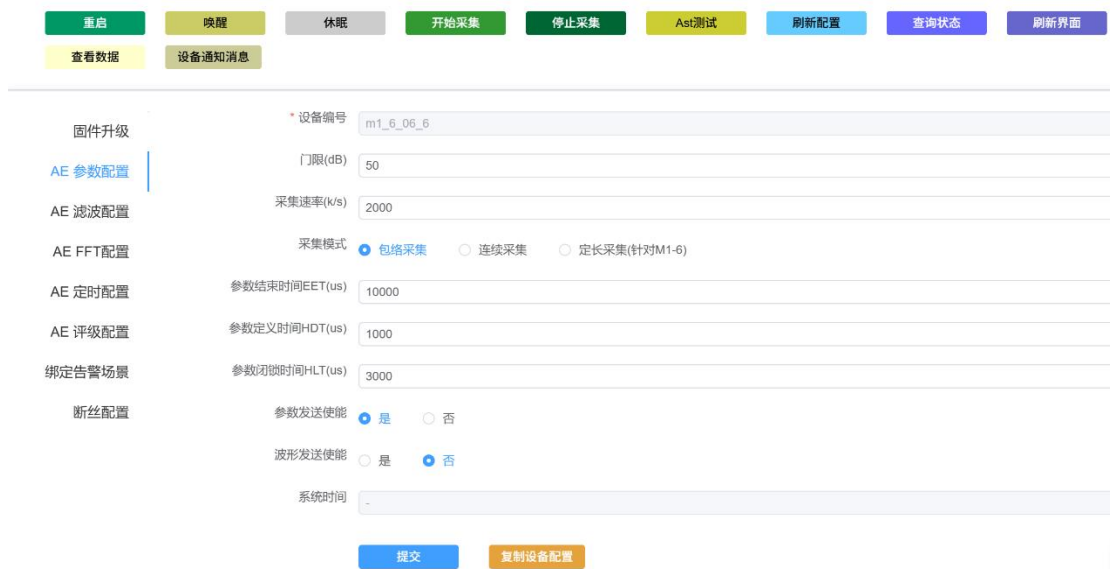 重启 唤醒 休眠 开始采集 停止采集 Ast测试 刷新配置 查询状态 刷新界面
查看数据 设备通知消息
固件升级
AE 参数配置
AE 滤波配置
AE FFT配置
AE 定时配置
AE 评级配置
绑定告警场景
断丝配置
* 设备编号 m1_6_06_6
门限(dB) 50
采集速率(k/s) 2000
采集模式 包络采集 连续采集 定长采集(针对M1-6)
参数结束时间EET(us) 10000
参数定义时间HDT(us) 1000
参数闭锁时间HLT(us) 3000
参数发送使能 是 否
波形发送使能 是 否
系统时间 -
提交 复制设备配置